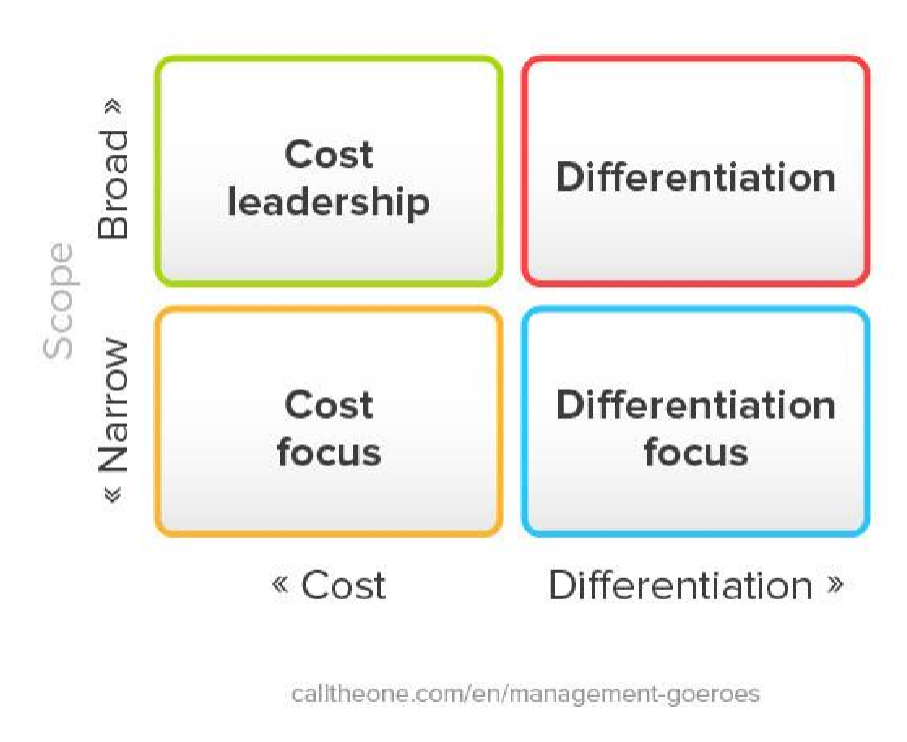 Scope
Broad »
« Narrow
Cost
leadership
Differentiation
Cost
focus
Differentiation
focus
« Cost
Differentiation »
calltheone.com/en/management-goeroes